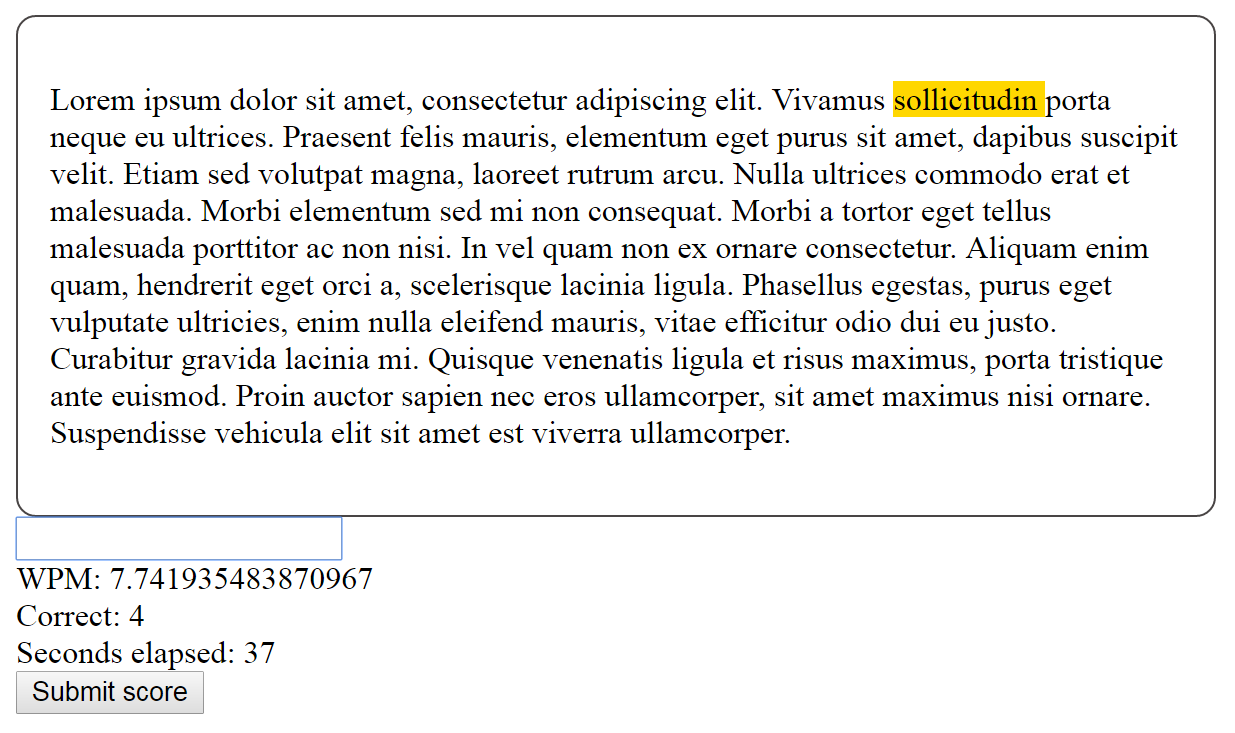 Lorem ipsum dolor sit amet, consectetur adipiscing elit. Vivamus sollicitudin porta
neque eu ultrices. Praesent felis mauris, elementum eget purus sit amet, dapibus suscipit
velit. Etiam sed volutpat magna, laoreet rutrum arcu. Nulla ultrices commodo erat et
malesuada. Morbi elementum sed mi non consequat. Morbi a tortor eget tellus
malesuada porttitor ac non nisi. In vel quam non ex ornare consectetur. Aliquam enim
quam, hendrerit eget orci a, scelerisque lacinia ligula. Phasellus egestas, purus eget
vulputate ultricies, enim nulla eleifend mauris, vitae efficitur odio dui eu justo.
Curabitur gravida lacinia mi. Quisque venenatis ligula et risus maximus, porta tristique
ante euismod. Proin auctor sapien nec eros ullamcorper, sit amet maximus nisi ornare.
Suspendisse vehicula elit sit amet est viverra ullamcorper.
WPM: 7.741935483870967
Correct: 4
Seconds elapsed: 37
Submit score